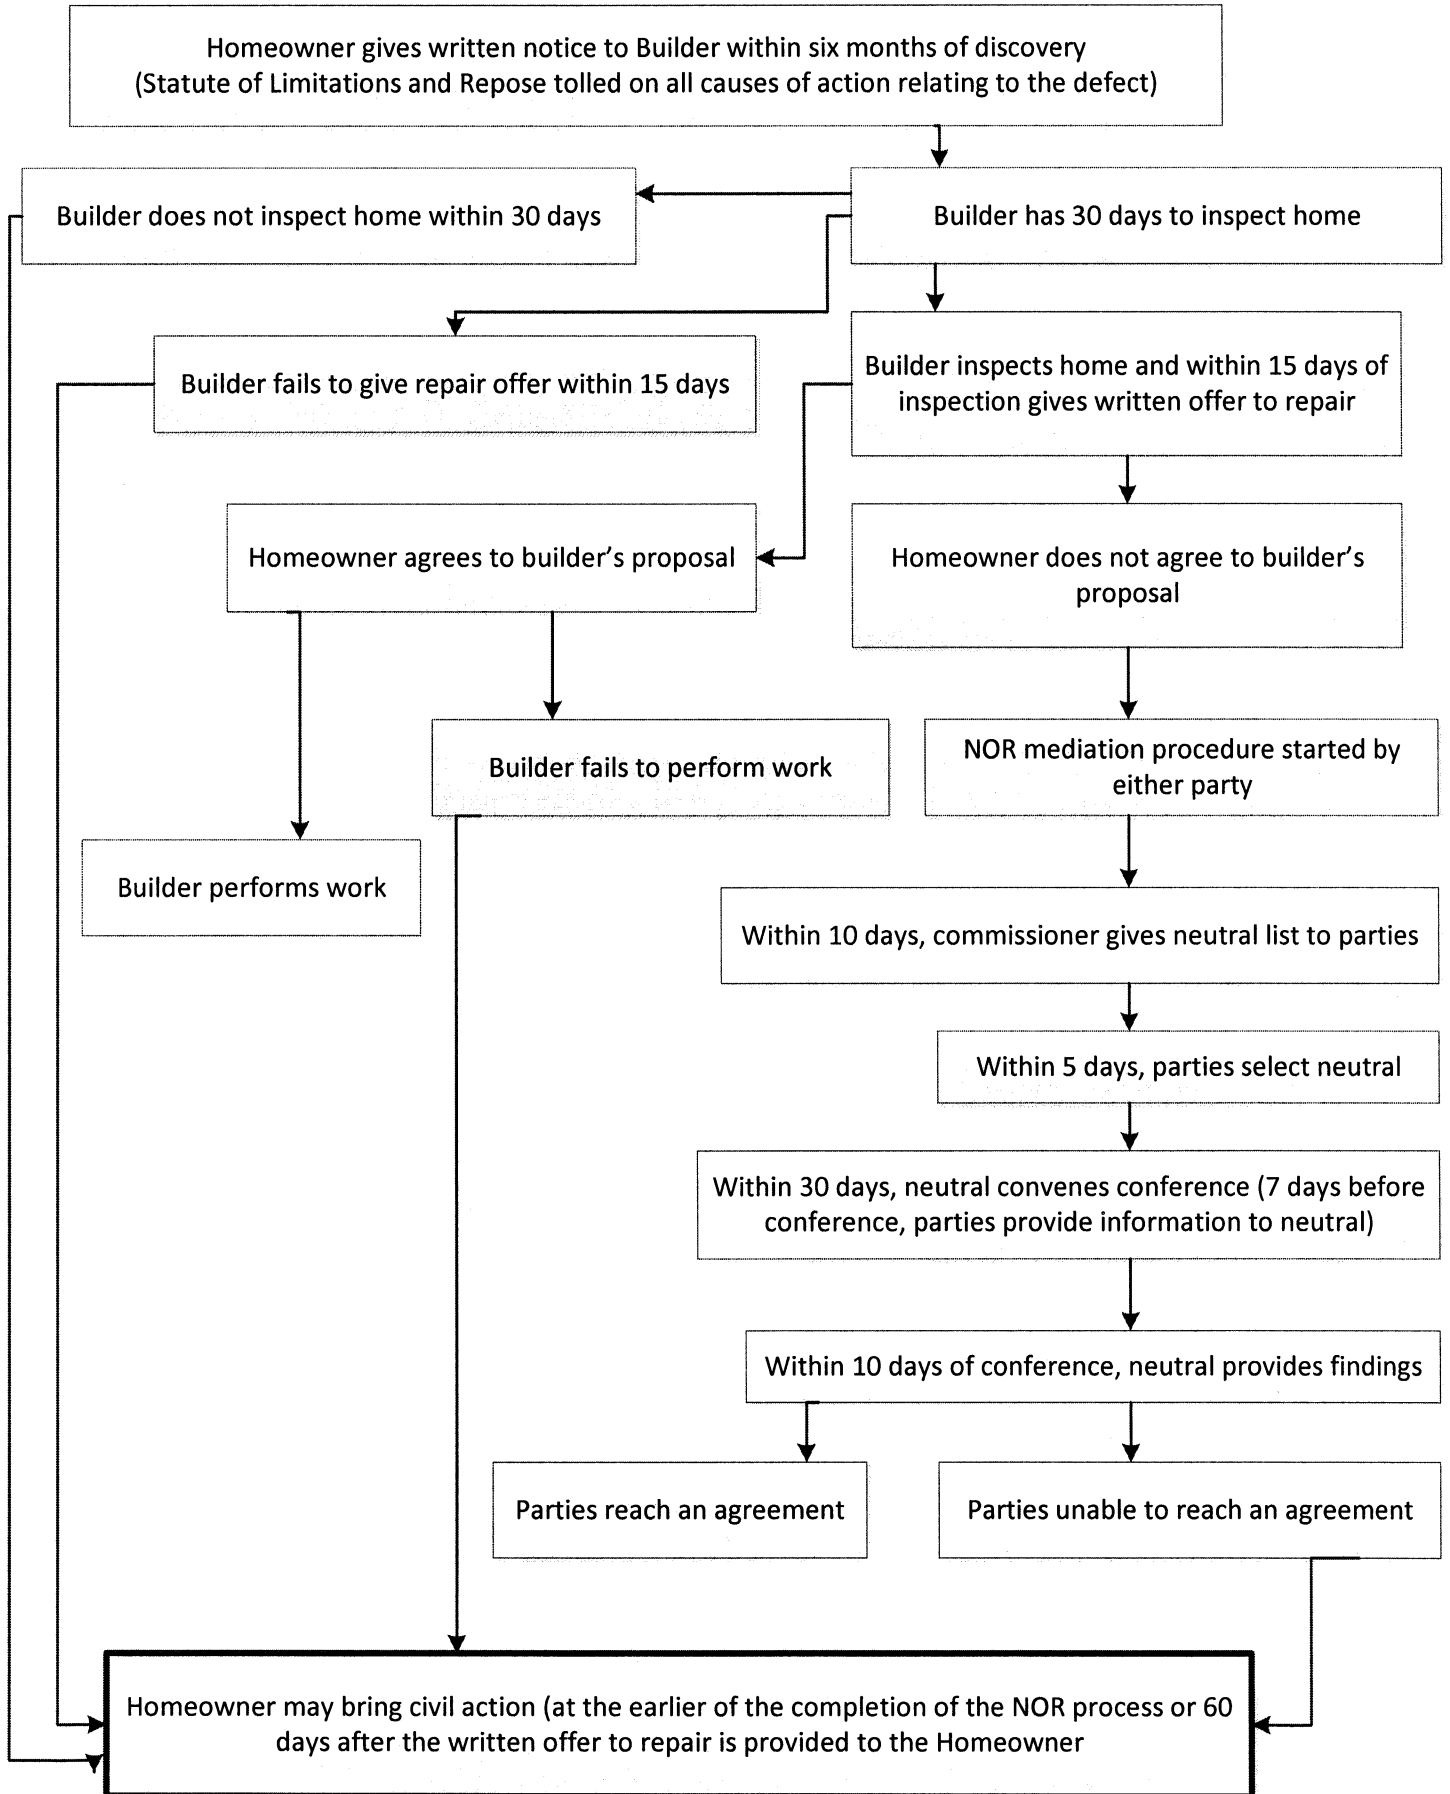 Homeowner gives written notice to Builder within six months of discovery
(Statute of Limitations and Repose tolled on all causes of action relating to the defect)
Builder does not inspect home within 30 days
Builder has 30 days to inspect home
Builder fails to give repair offer within 15 days
Builder inspects home and within 15 days of
inspection gives written offer to repair
Homeowner agrees to builder’s proposal
Homeowner does not agree to builder’s
proposal
Builder fails to perform work
NOR mediation procedure started by
either party
Builder performs work
Within 10 days, commissioner gives neutral list to parties
Within 5 days, parties select neutral
Within 30 days, neutral convenes conference (7 days before
conference, parties provide information to neutral)
Within 10 days of conference, neutral provides findings
Parties reach an agreement
Parties unable to reach an agreement
Homeowner may bring civil action (at the earlier of the completion of the NOR process or 60
days after the written offer to repair is provided to the Homeowner